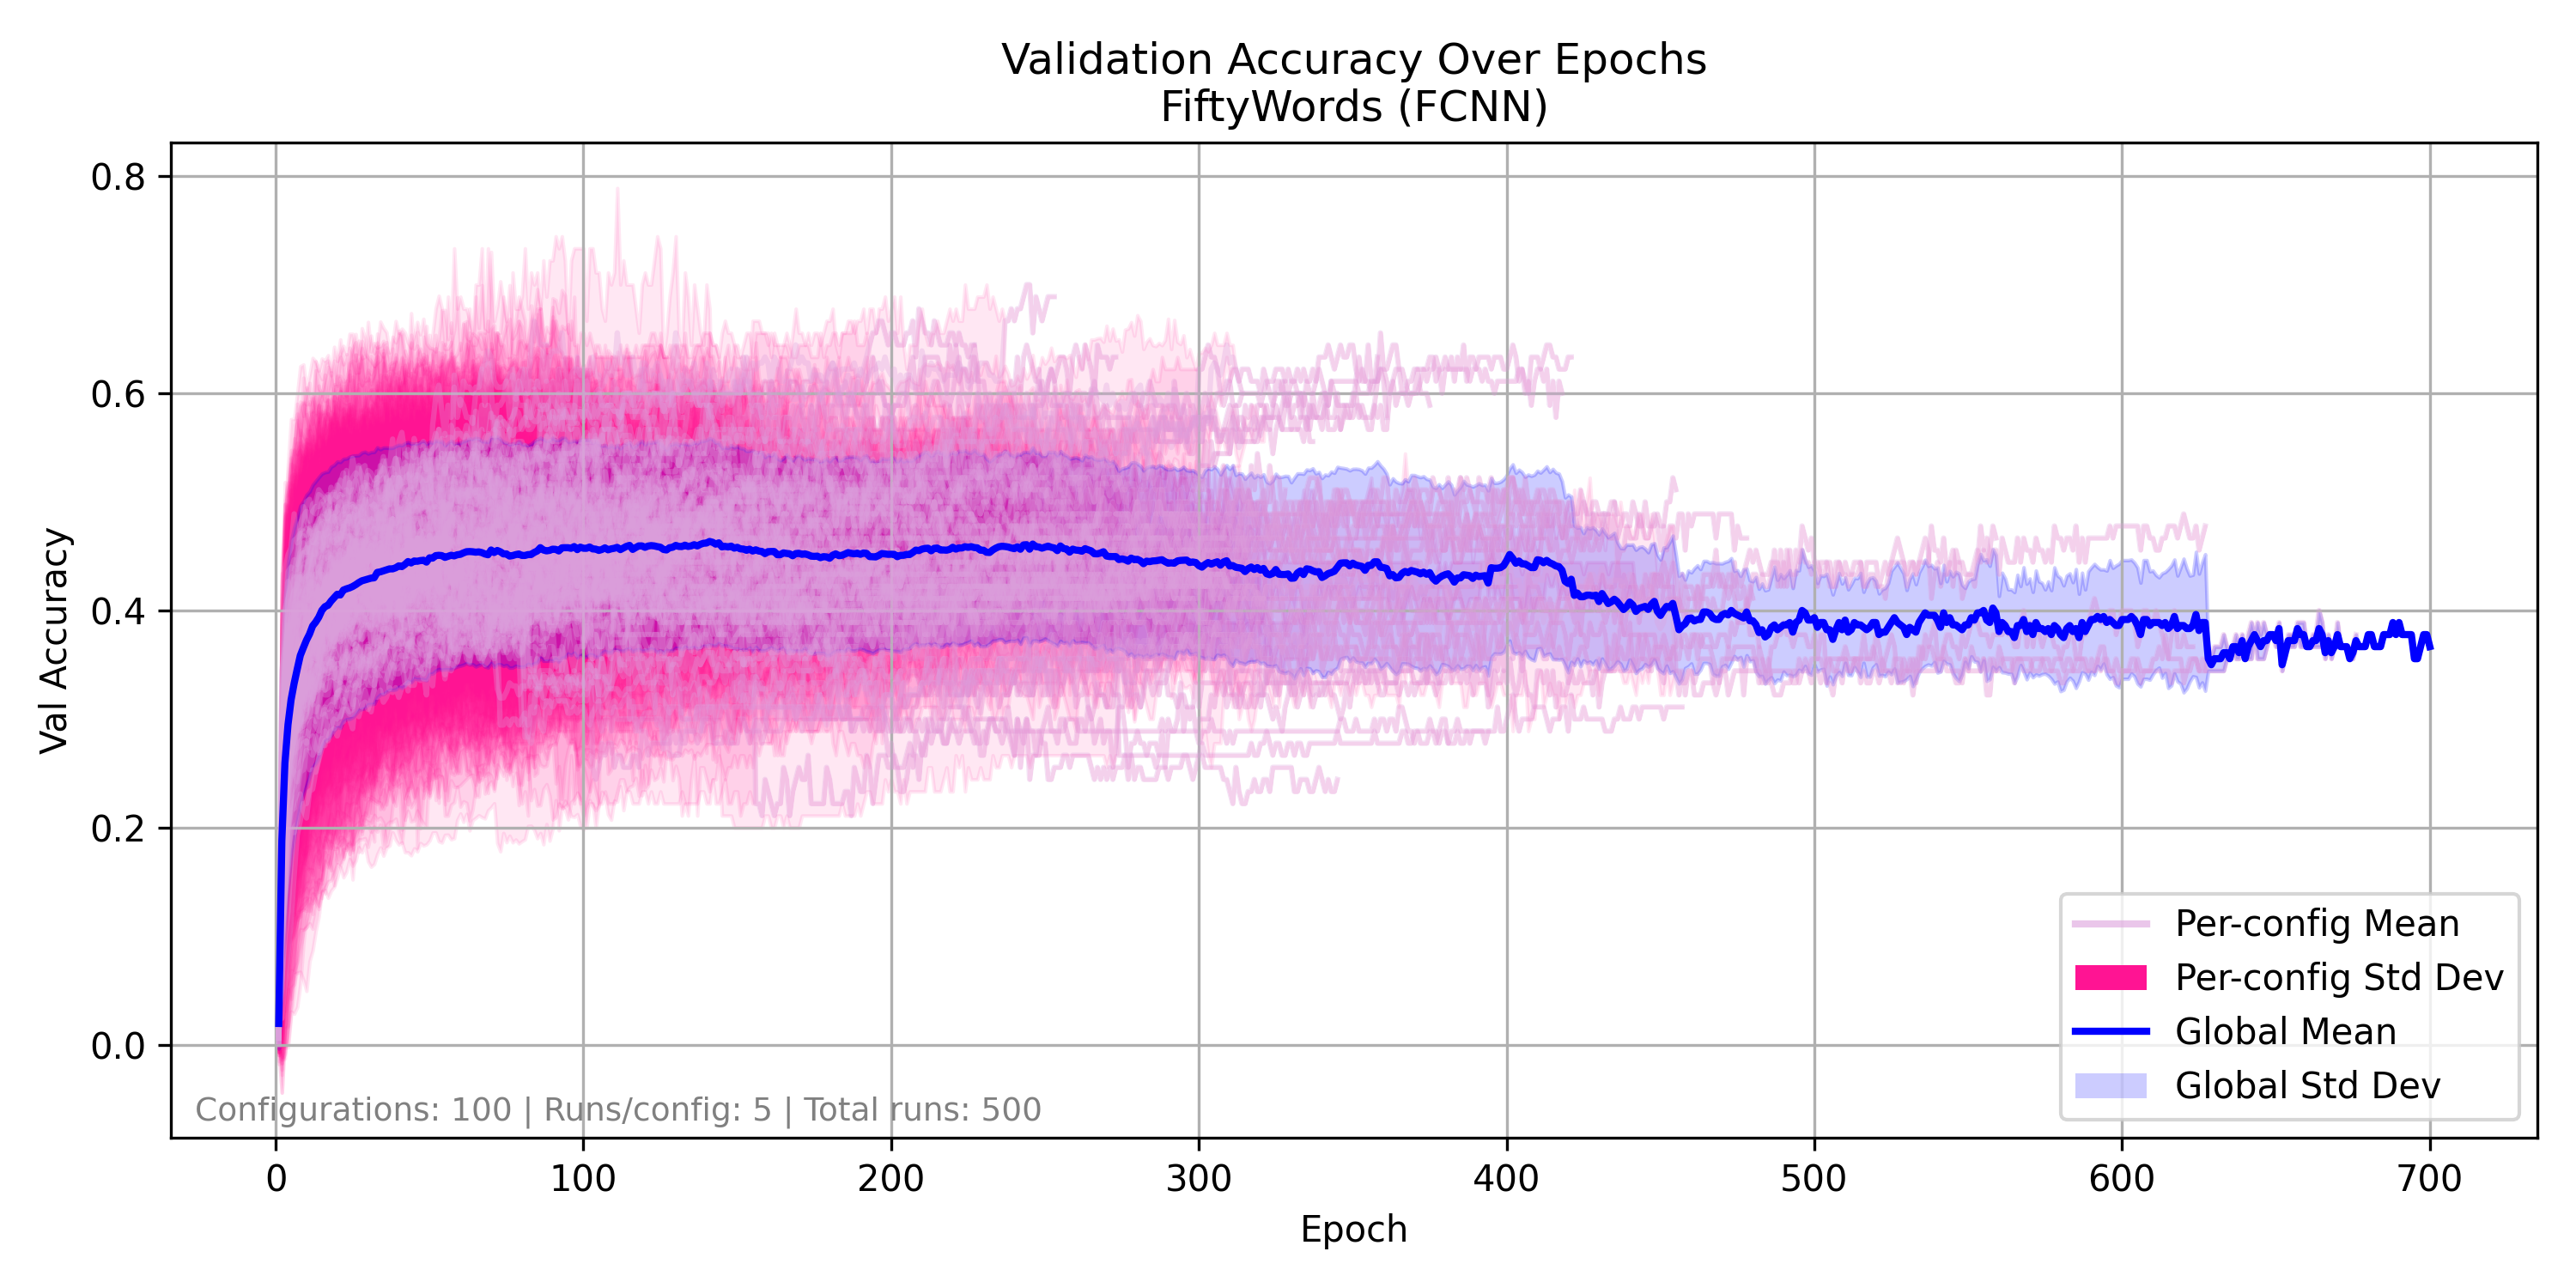 Validation Accuracy Over Epochs
FiftyWords (FCNN)
Val Accuracy
0.8
0.6
0.4
0.2
0.0
Configurations: 100 | Runs/config: 5 | Total runs: 500
Per-config Mean
Per-config Std Dev
Global Mean
Global Std Dev
0 100 200 300 400 500 600 700
Epoch